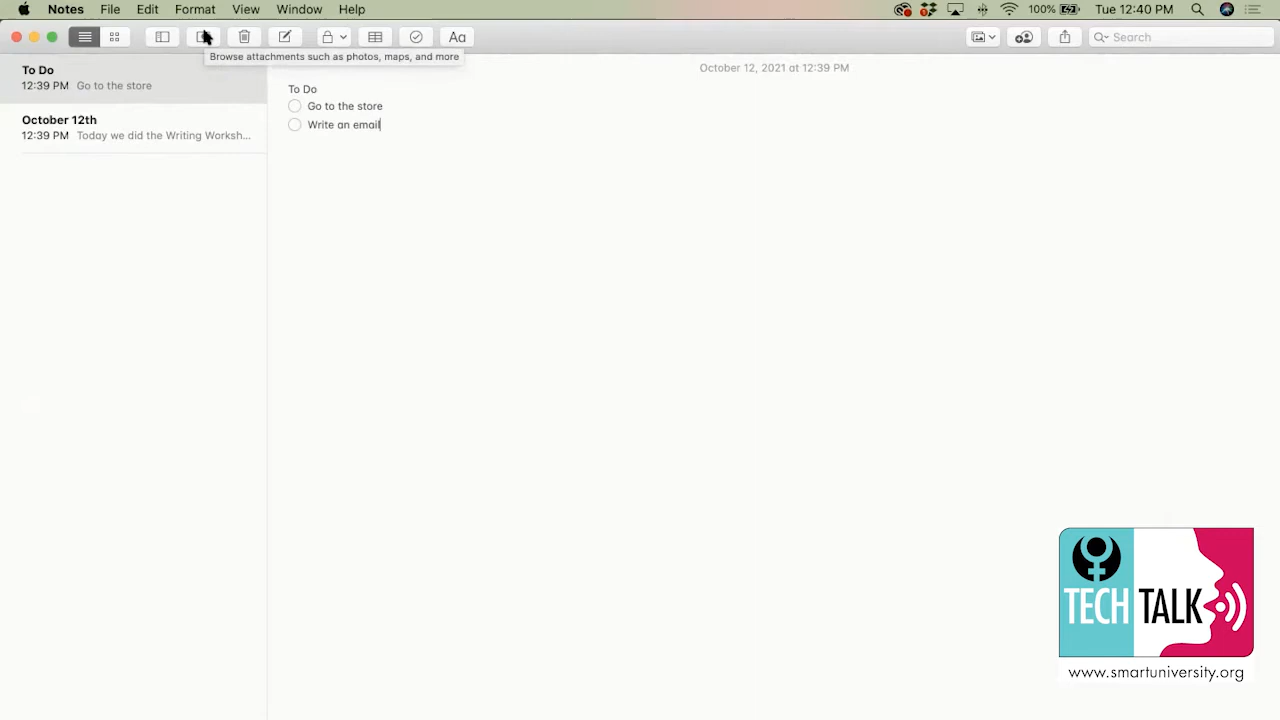 Notes File Edit Format View Window Help 100% Tue 12:40 PM
Aa Search
Browse attachments such as photos, maps, and more
To Do
12:39 PM Go to the store
October 12th
12:39 PM Today we did the Writing Worksh...
October 12, 2021 at 12:39 PM
To Do
Go to the store
Write an email
TECH TALK
www.smartuniversity.org